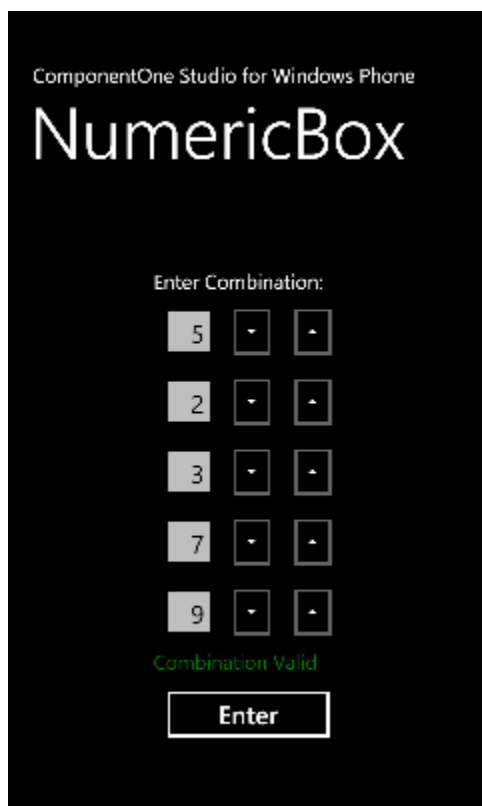 ComponentOne Studio for Windows Phone
NumericBox
Enter Combination:
5
2
3
7
9
Combination Valid
Enter